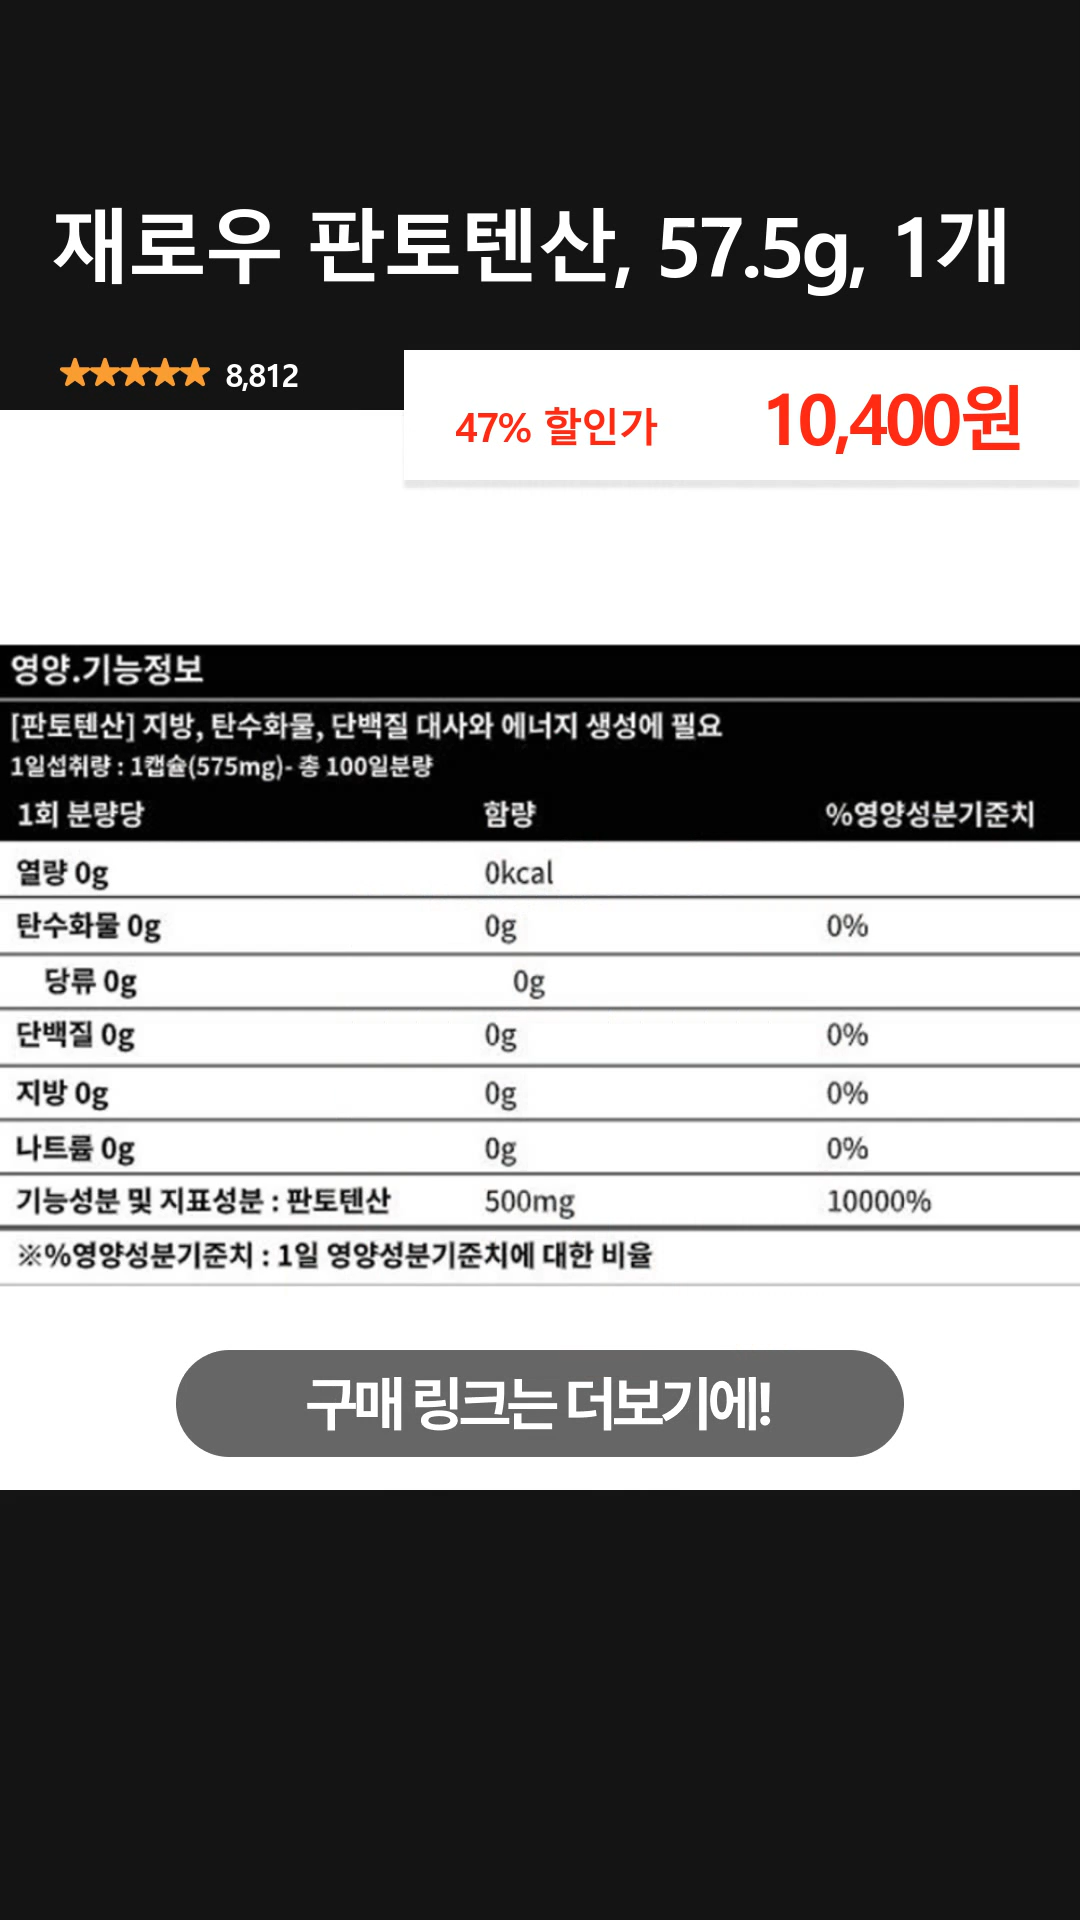 재로우 판토텐산, 57.5g, 1개
★★★★★ 8,812
47% 할인가 10,400원
영양.기능정보
[판토텐산] 지방, 탄수화물, 단백질 대사와 에너지 생성에 필요
1일섭취량 : 1캡슐(575mg)- 총 100일분량
1회 분량당 함량 %영양성분기준치
열량 0g 0kcal
탄수화물 0g 0g 0%
당류 0g 0g
단백질 0g 0g 0%
지방 0g 0g 0%
나트륨 0g 0g 0%
기능성분 및 지표성분 : 판토텐산 500mg 10000%
※%영양성분기준치 : 1일 영양성분기준치에 대한 비율
구매 링크는 더보기에!